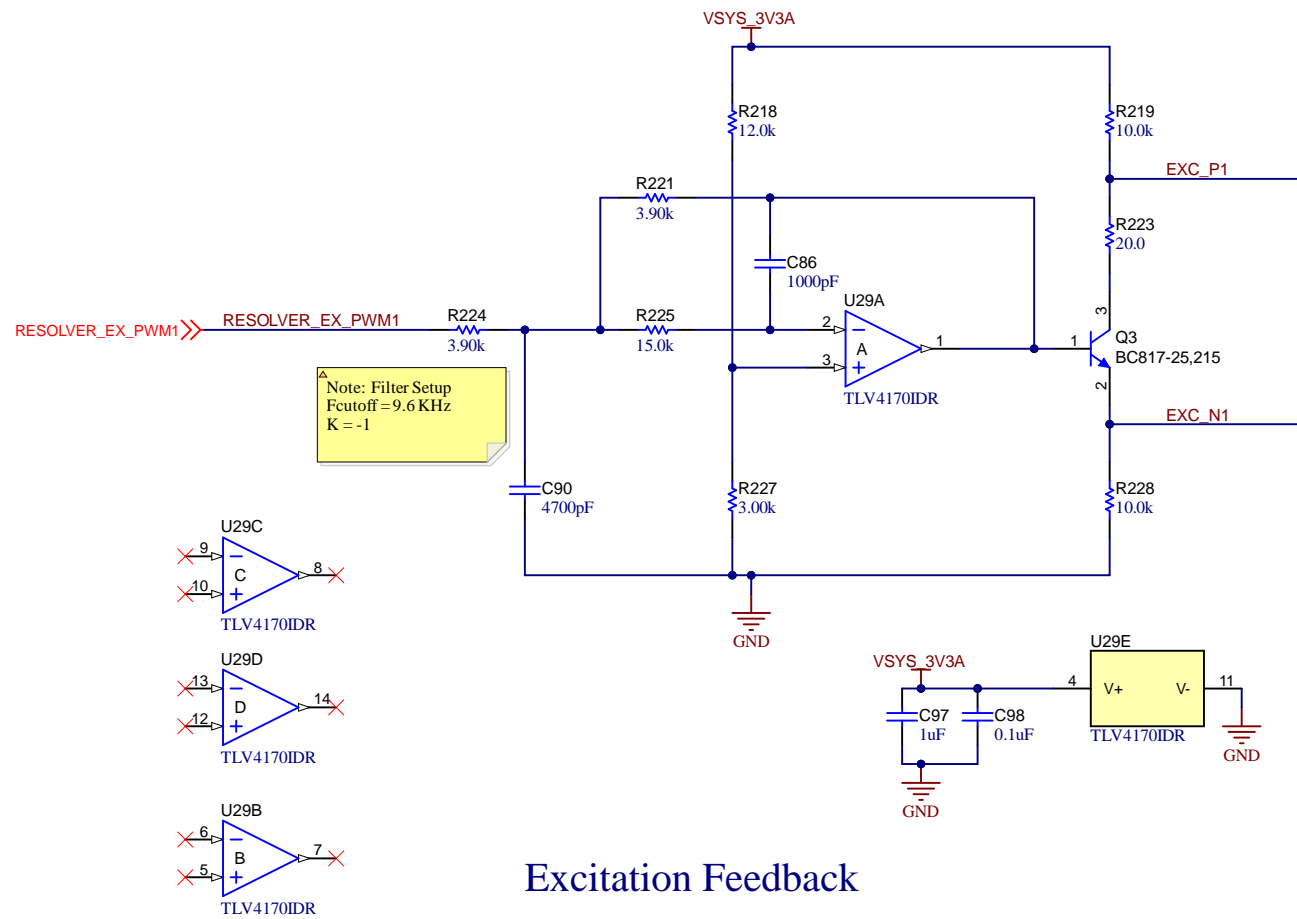 VSYS_3V3A
R218
12.0k
R219
10.0k
EXC_P1
R221
3.90k
R223
20.0
C86
1000pF
U29A
RESOLVER_EX_PWM1
RESOLVER_EX_PWM1
R224
3.90k
R225
15.0k
2
3
A
1
TLV4170IDR
1
3
2
Q3
BC817-25,215
Note: Filter Setup
Fcutoff = 9.6 KHz
K = -1
EXC_N1
C90
4700pF
R227
3.00k
R228
10.0k
GND
U29C
9
10
C
8
TLV4170IDR
U29D
13
12
D
14
TLV4170IDR
U29B
6
5
B
7
TLV4170IDR
VSYS_3V3A
C97
1uF
C98
0.1uF
GND
U29E
4
V+
V-
11
TLV4170IDR
GND
Excitation Feedback